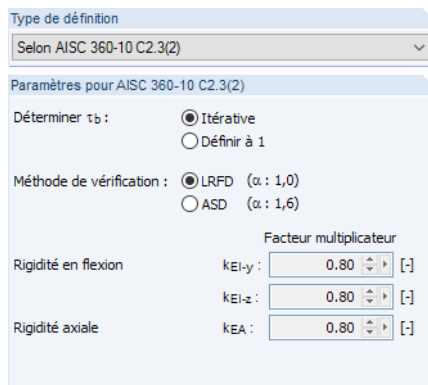 Type de définition
Selon AISC 360-10 C2.3(2)
Paramètres pour AISC 360-10 C2.3(2)
Déterminer τb : Itérative
Définir à 1
Méthode de vérification : LRFD (α : 1,0)
ASD (α : 1,6)
Facteur multiplicateur
Rigidité en flexion kEI-y : 0.80 [-]
kEI-z : 0.80 [-]
Rigidité axiale kEA : 0.80 [-]